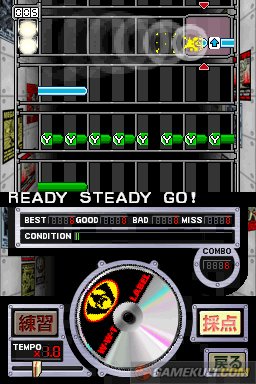 COS
Y Y Y Y Y Y Y
READY STEADY GO!
BEST GOOD BAD MISS
CONDITION
COMBO
練習
採点
TEMPO
x1.0
戻る
©GAMEKULT.COM